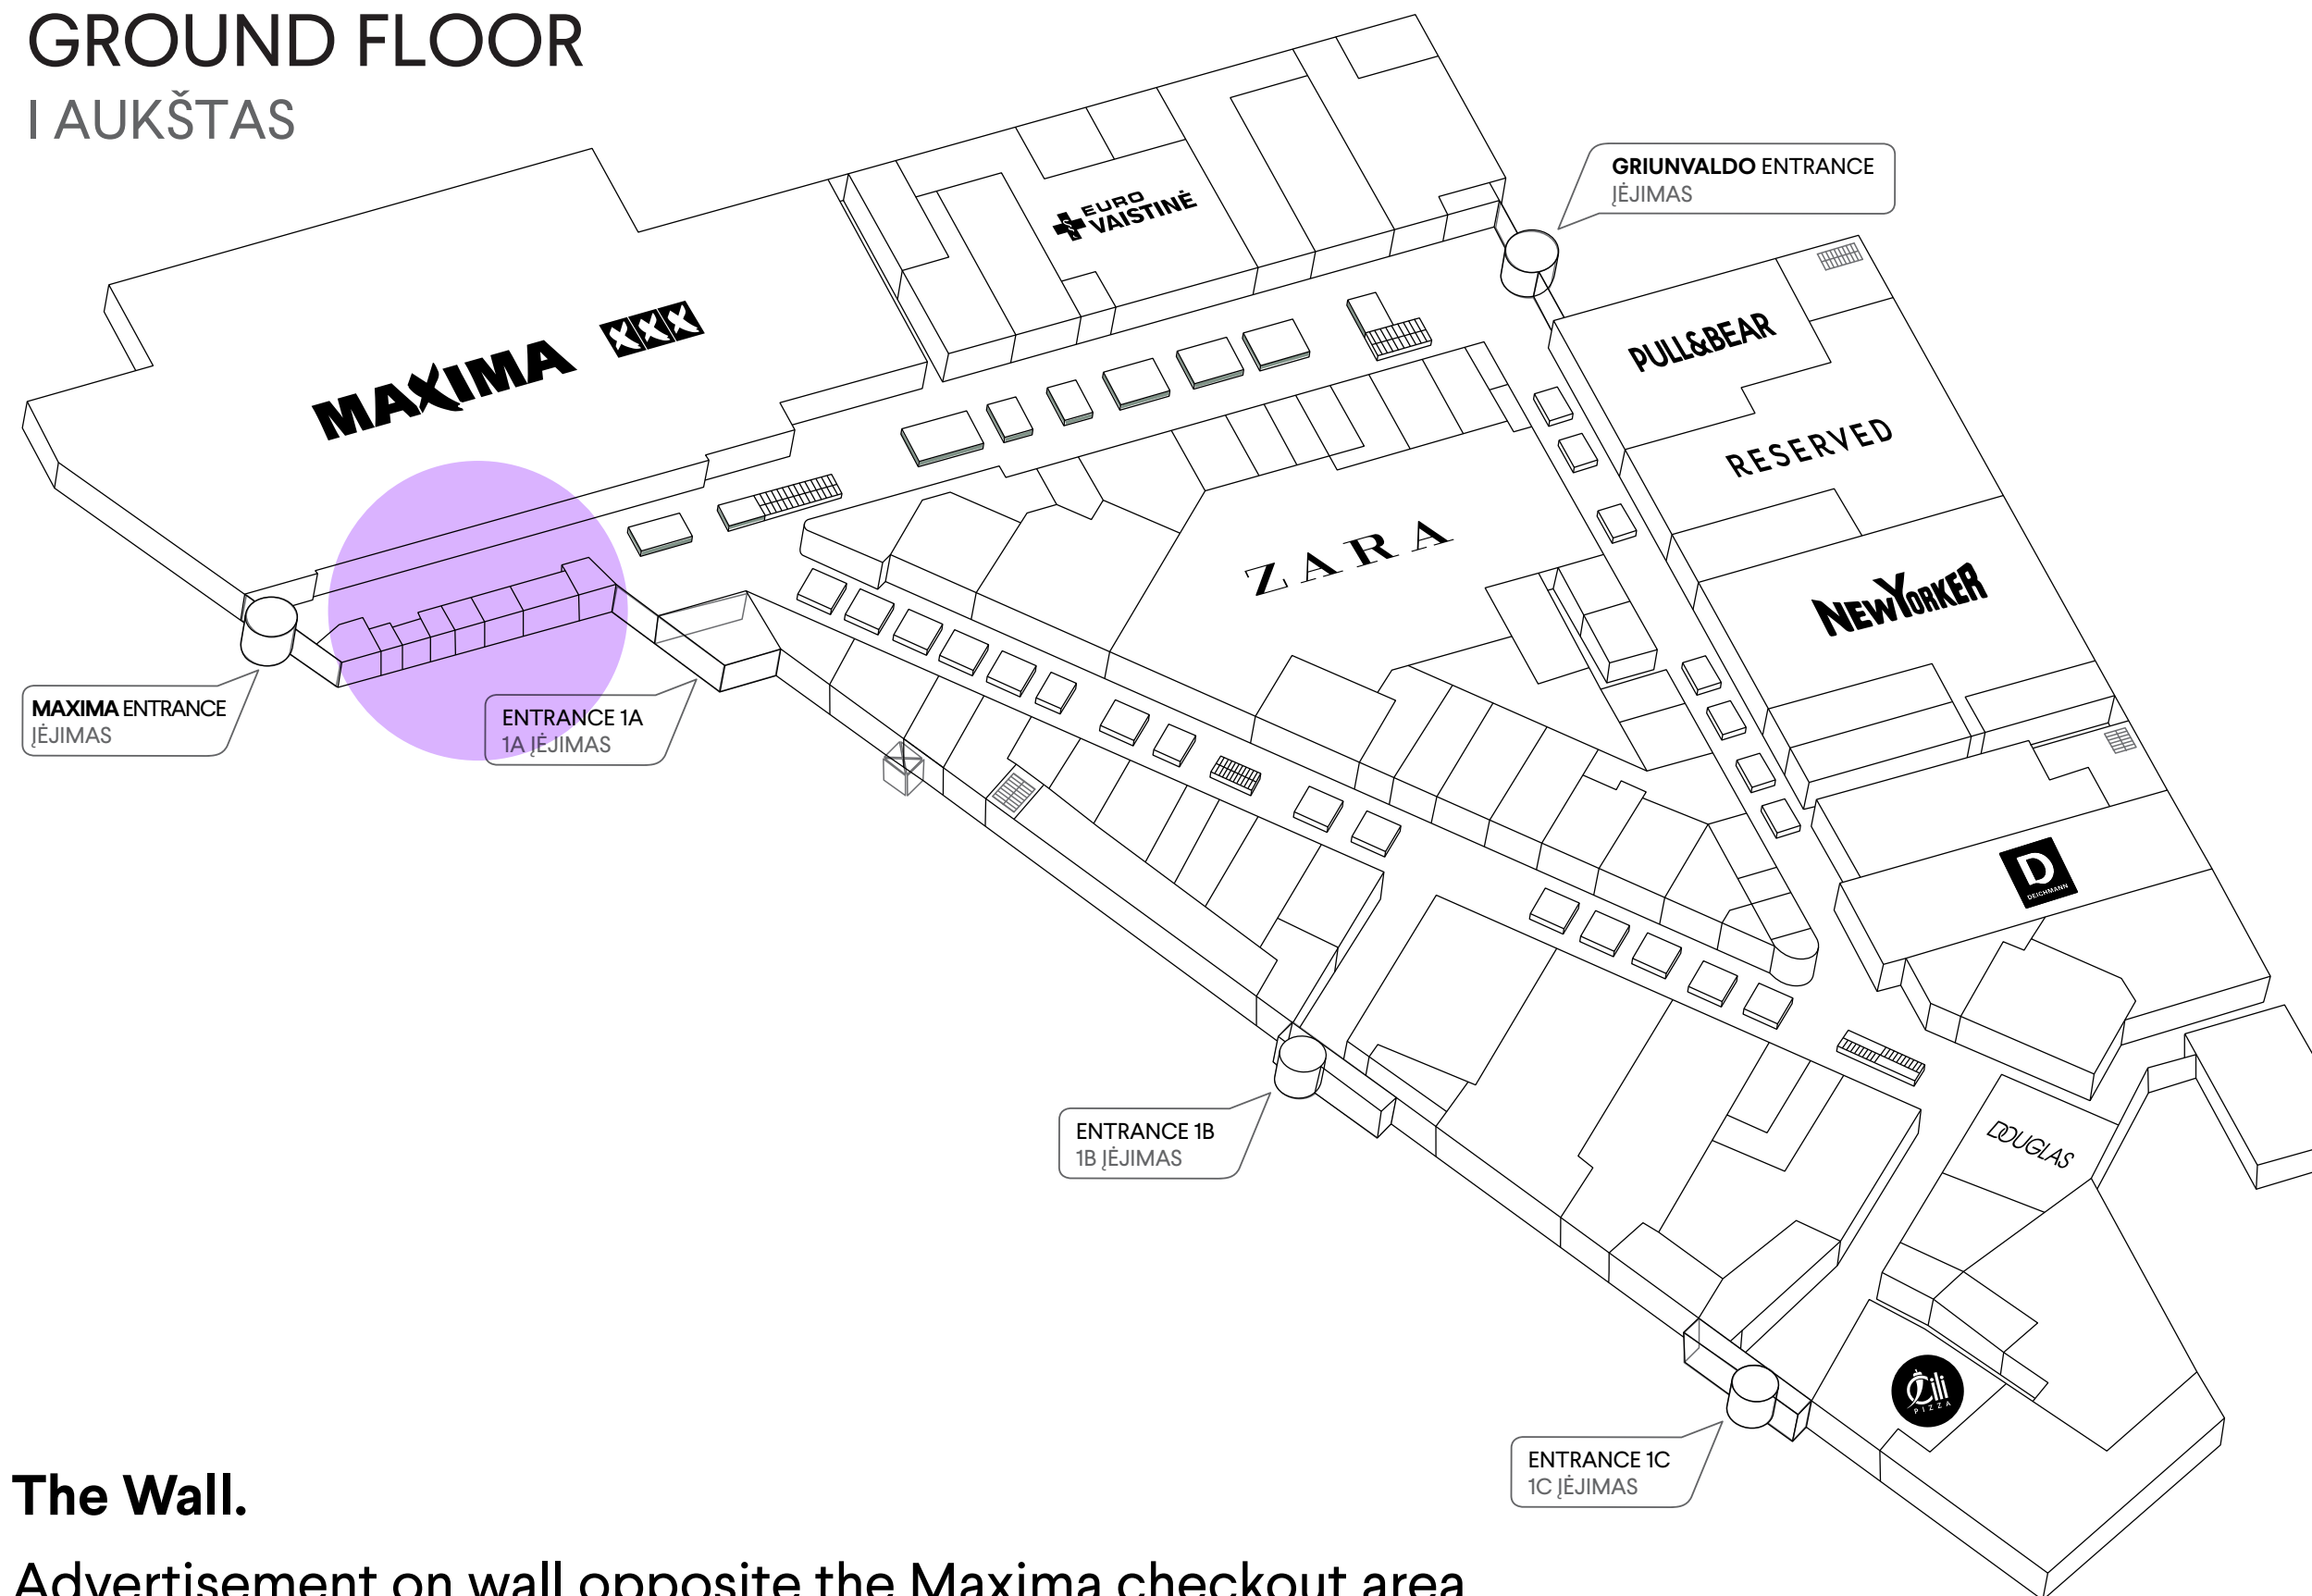 GROUND FLOOR
I AUKŠTAS
GRIUNVALDO ENTRANCE
ĮĖJIMAS
EURO
VAISTINĖ
MAXIMA XXX
PULL&BEAR
RESERVED
ZARA
NEWYORKER
MAXIMA ENTRANCE
ĮĖJIMAS
ENTRANCE 1A
1A ĮĖJIMAS
D
DEICHMANN
ENTRANCE 1B
1B ĮĖJIMAS
DOUGLAS
Čili
PIZZA
ENTRANCE 1C
1C ĮĖJIMAS
The Wall.
Advertisement on wall opposite the Maxima checkout area